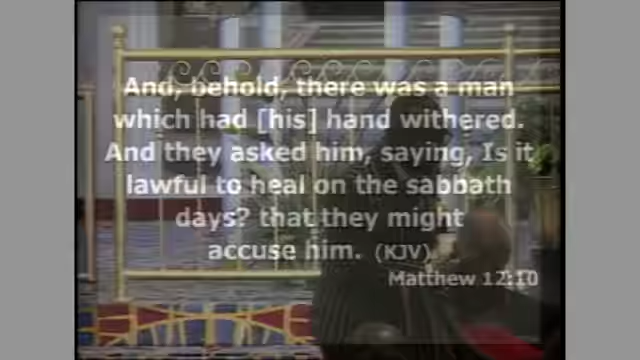 And, behold, there was a man
which had [his] hand withered.
And they asked him, saying, Is it
lawful to heal on the sabbath
days? that they might
accuse him. (KJV)
Matthew 12:10